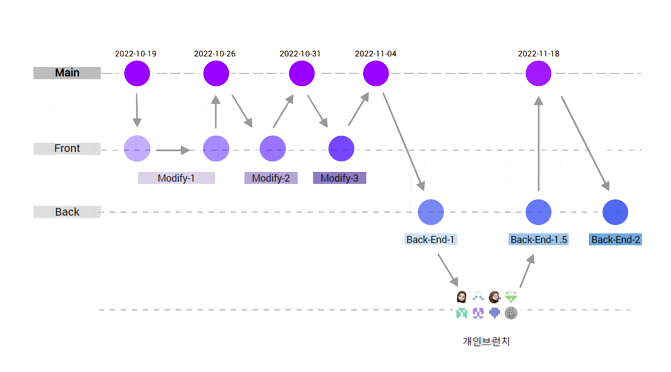 2022-10-19 2022-10-26 2022-10-31 2022-11-04 2022-11-18
Main
Front
Modify-1 Modify-2 Modify-3
Back
Back-End-1 Back-End-1.5 Back-End-2
개인브런치